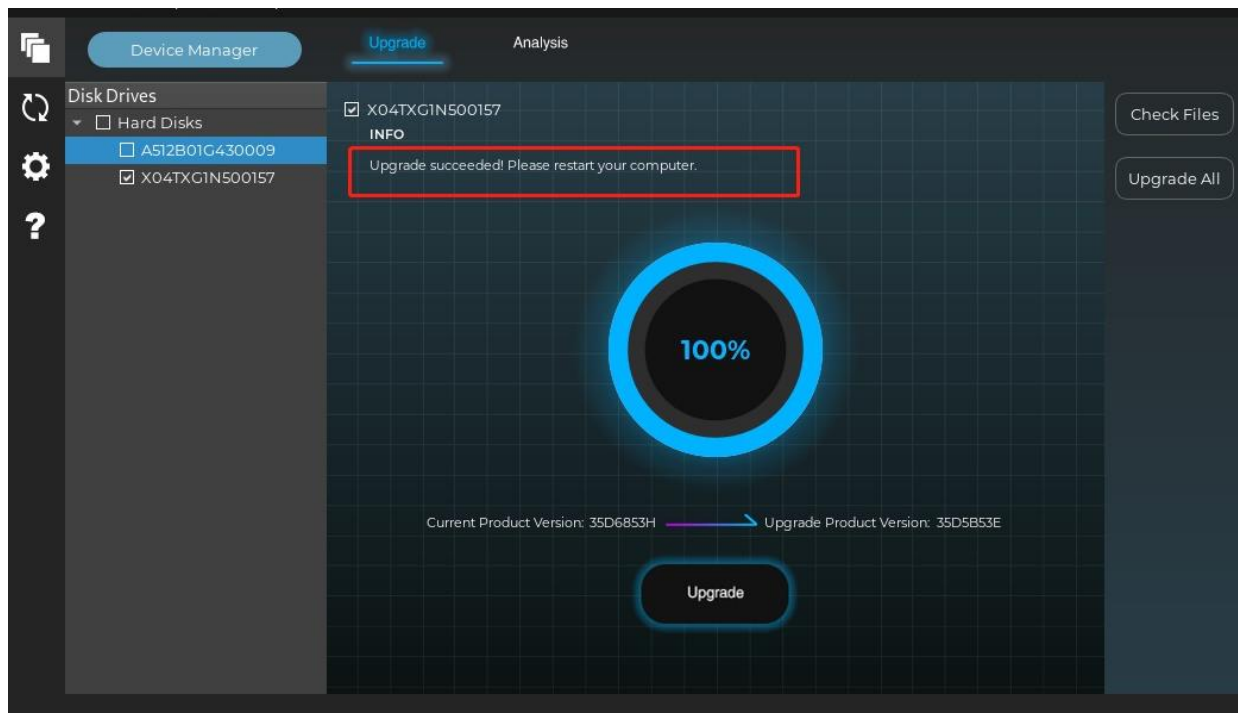 Device Manager
Upgrade
Analysis
Disk Drives
Hard Disks
A512B01G430009
X04TXG1N500157
X04TXG1N500157
INFO
Upgrade succeeded! Please restart your computer.
100%
Current Product Version: 35D6853H
Upgrade Product Version: 35D5B53E
Upgrade
Check Files
Upgrade All
?